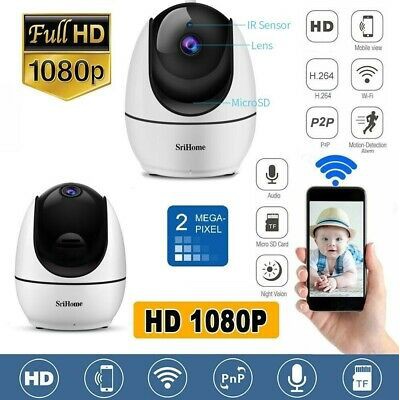 Full HD
1080p
IR Sensor
Lens
MicroSD
SriHome
HD
H.264
H.264
P2P
PnP
Mobile view
Wi-Fi
Motion-Detection
Alarm
Audio
TF
Micro SD Card
Night Vision
2 MEGA-
PIXEL
SriHome
HD 1080P
HD
PnP
TF